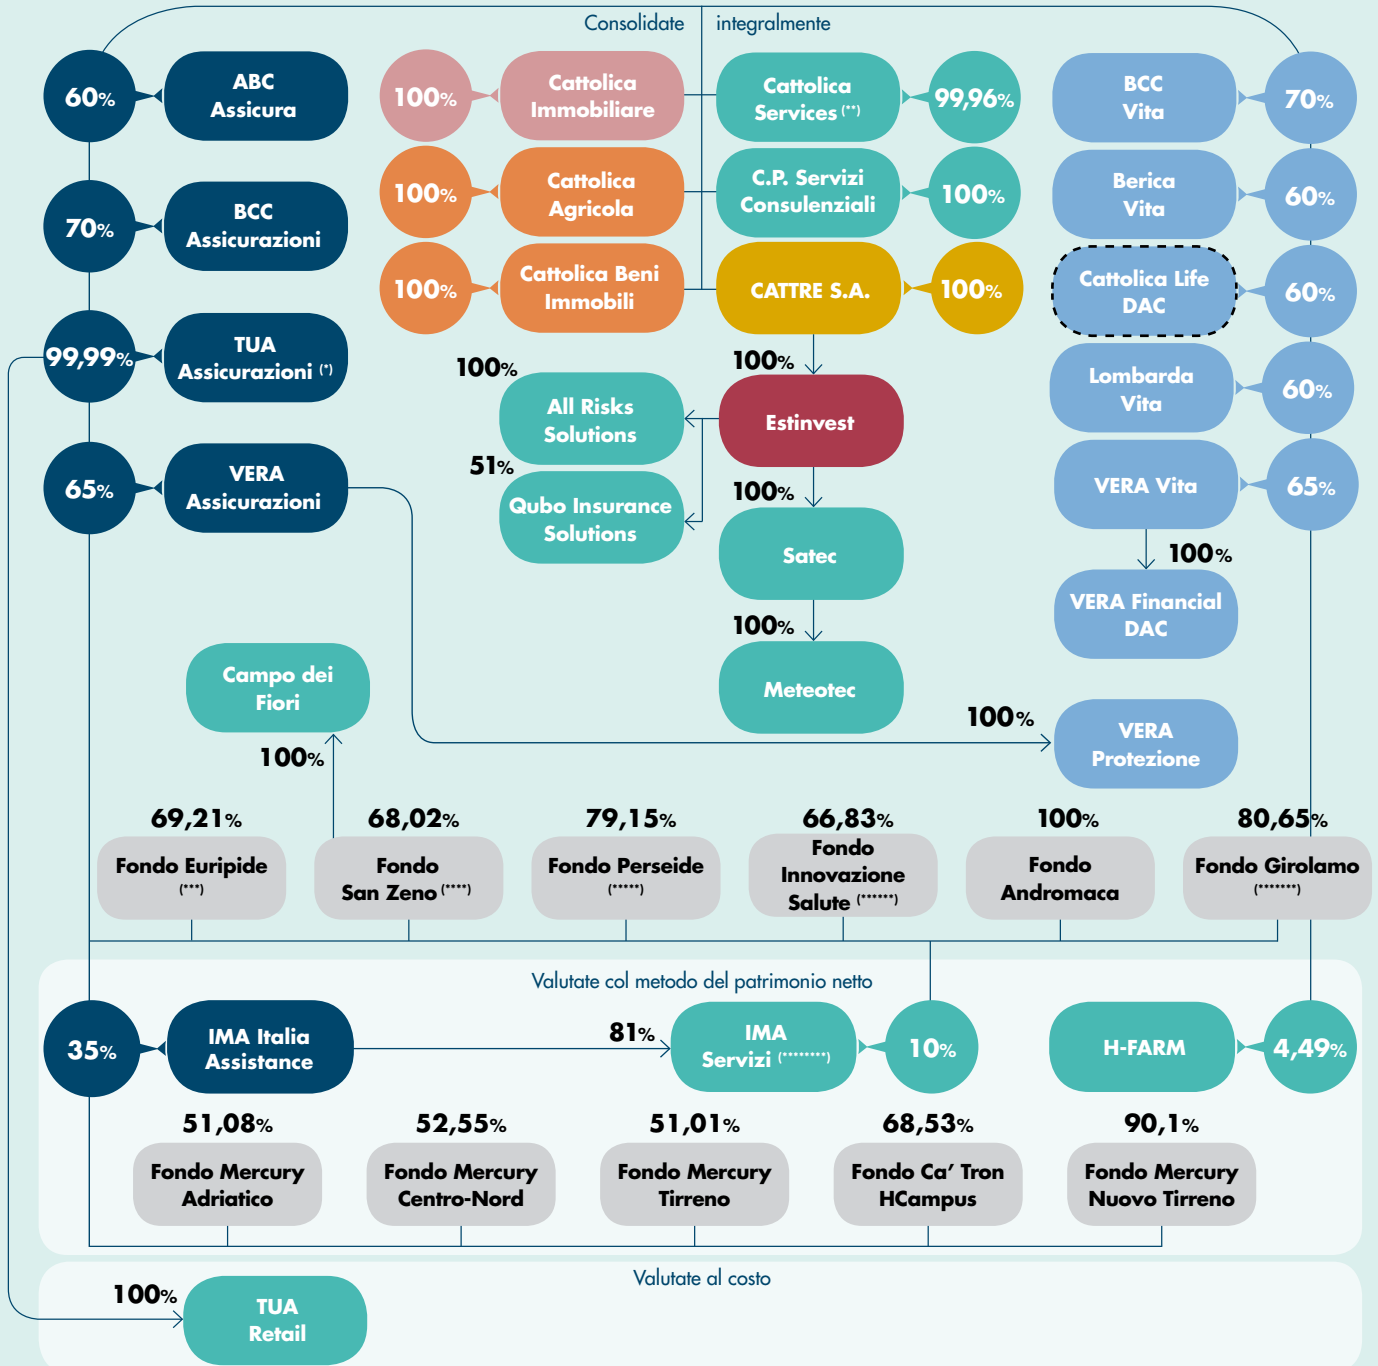 Consolidate integralmente
60%
ABC
Assicura
70%
BCC
Assicurazioni
99,99%
TUA
Assicurazioni (*)
65%
VERA
Assicurazioni
100%
Cattolica
Immobiliare
100%
Cattolica
Agricola
100%
Cattolica Beni
Immobili
Cattolica
Services (**)
99,96%
C.P. Servizi
Consulenziali
100%
CATTRE S.A.
100%
BCC
Vita
70%
Berica
Vita
60%
Cattolica Life
DAC
60%
Lombarda
Vita
60%
VERA Vita
65%
100%
VERA Financial
DAC
100%
Estinvest
100%
All Risks
Solutions
51%
Qubo Insurance
Solutions
100%
Satec
100%
Meteotec
Campo dei
Fiori
100%
100%
VERA
Protezione
69,21%
Fondo Euripide
(***)
68,02%
Fondo
San Zeno (****)
79,15%
Fondo Perseide
(*****)
66,83%
Fondo
Innovazione
Salute (******)
100%
Fondo
Andromaca
80,65%
Fondo Girolamo
(*******)
Valutate col metodo del patrimonio netto
35%
IMA Italia
Assistance
81%
IMA
Servizi (********)
10%
H-FARM
4,49%
51,08%
Fondo Mercury
Adriatico
52,55%
Fondo Mercury
Centro-Nord
51,01%
Fondo Mercury
Tirreno
68,53%
Fondo Ca’ Tron
HCampus
90,1%
Fondo Mercury
Nuovo Tirreno
Valutate al costo
100%
TUA
Retail